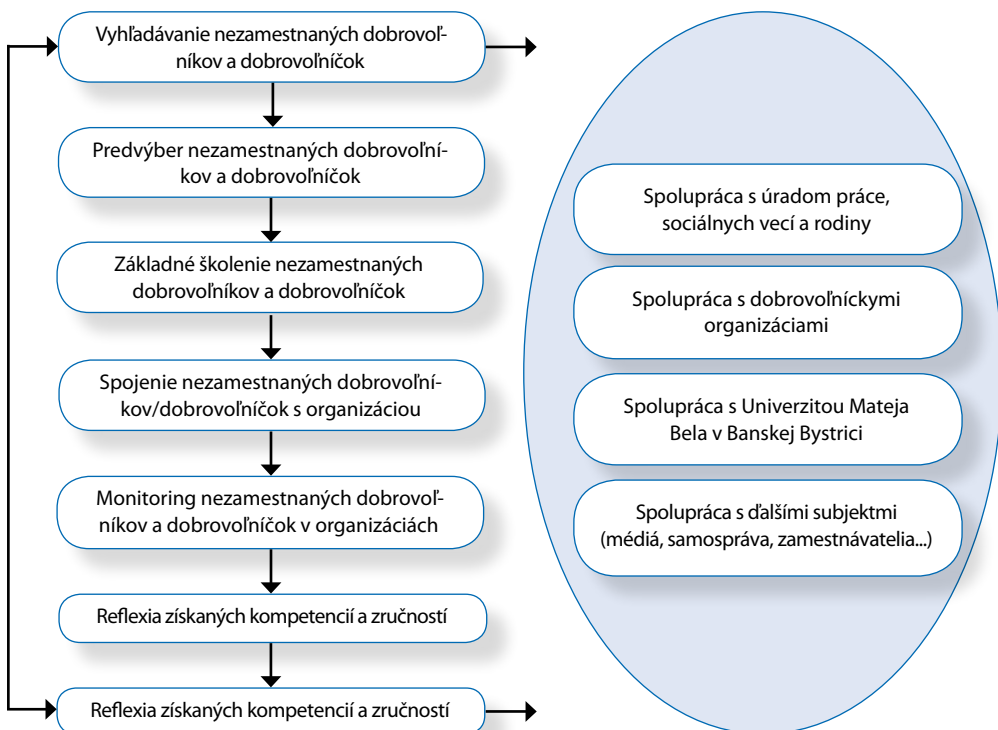 Vyhľadávanie nezamestnaných dobrovoľ-
níkov a dobrovoľníčok
Predvýber nezamestnaných dobrovoľní-
kov a dobrovoľníčok
Základné školenie nezamestnaných
dobrovoľníkov a dobrovoľníčok
Spojenie nezamestnaných dobrovoľní-
kov/dobrovoľníčok s organizáciou
Monitoring nezamestnaných dobrovoľ-
níkov a dobrovoľníčok v organizáciách
Reflexia získaných kompetencií a zručností
Reflexia získaných kompetencií a zručností
Spolupráca s úradom práce,
sociálnych vecí a rodiny
Spolupráca s dobrovoľníckymi
organizáciami
Spolupráca s Univerzitou Mateja
Bela v Banskej Bystrici
Spolupráca s ďalšími subjektmi
(médiá, samospráva, zamestnávatelia...)